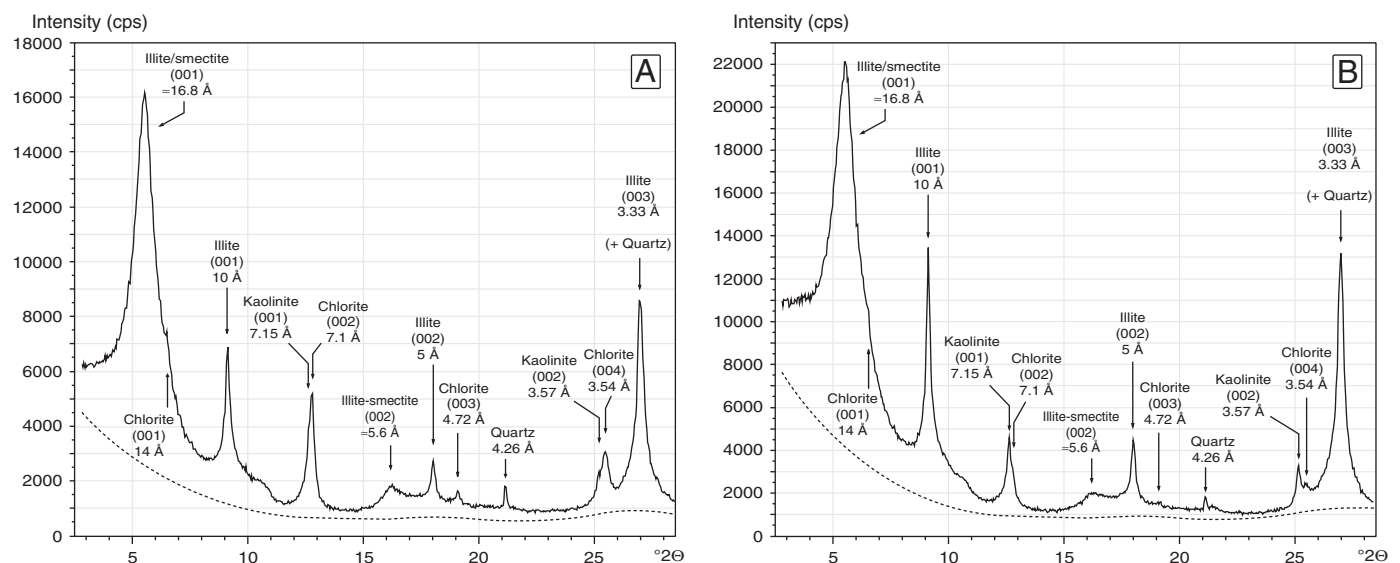 Intensity (cps)
18000
16000
14000
12000
10000
8000
6000
4000
2000
0
5
10
15
20
25
°2Θ
A
Illite/smectite
(001)
≃16.8 Å
Chlorite
(001)
14 Å
Illite
(001)
10 Å
Kaolinite
(001)
7.15 Å
Chlorite
(002)
7.1 Å
Illite-smectite
(002)
≃5.6 Å
Illite
(002)
5 Å
Chlorite
(003)
4.72 Å
Quartz
4.26 Å
Kaolinite
(002)
3.57 Å
Chlorite
(004)
3.54 Å
Illite
(003)
3.33 Å
(+ Quartz)
Intensity (cps)
22000
20000
18000
16000
14000
12000
10000
8000
6000
4000
2000
0
5
10
15
20
25
°2Θ
B
Illite/smectite
(001)
≃16.8 Å
Chlorite
(001)
14 Å
Illite
(001)
10 Å
Kaolinite
(001)
7.15 Å
Chlorite
(002)
7.1 Å
Illite-smectite
(002)
≃5.6 Å
Illite
(002)
5 Å
Chlorite
(003)
4.72 Å
Quartz
4.26 Å
Kaolinite
(002)
3.57 Å
Chlorite
(004)
3.54 Å
Illite
(003)
3.33 Å
(+ Quartz)